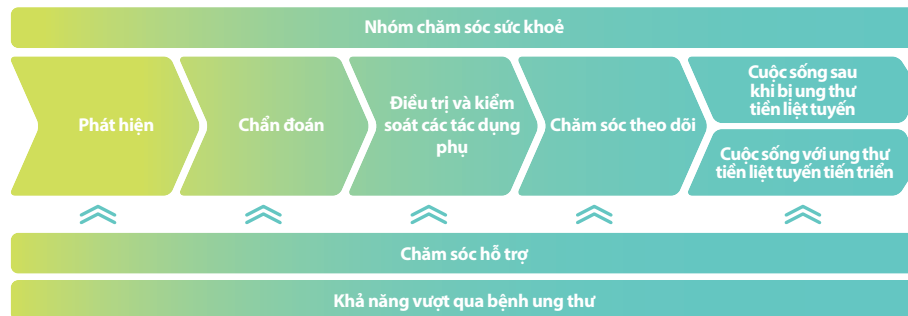 Nhóm chăm sóc sức khoẻ
Phát hiện
Chẩn đoán
Điều trị và kiểm
soát các tác dụng
phụ
Chăm sóc theo dõi
Cuộc sống sau
khi bị ung thư
tiền liệt tuyến
Cuộc sống với ung thư
tiền liệt tuyến tiến triển
Chăm sóc hỗ trợ
Khả năng vượt qua bệnh ung thư